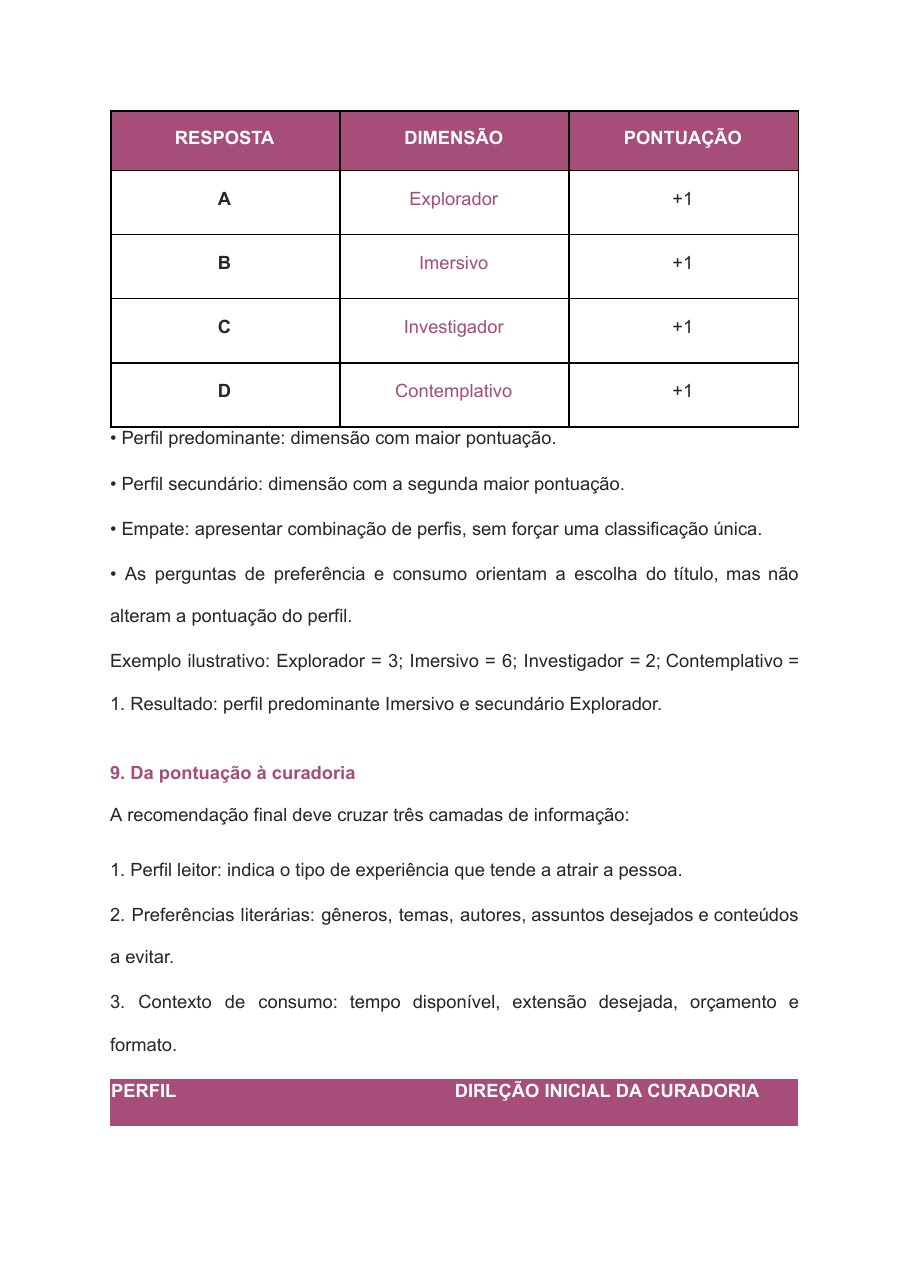 RESPOSTA DIMENSÃO PONTUAÇÃO
A Explorador +1
B Imersivo +1
C Investigador +1
D Contemplativo +1
• Perfil predominante: dimensão com maior pontuação.
• Perfil secundário: dimensão com a segunda maior pontuação.
• Empate: apresentar combinação de perfis, sem forçar uma classificação única.
• As perguntas de preferência e consumo orientam a escolha do título, mas não
alteram a pontuação do perfil.
Exemplo ilustrativo: Explorador = 3; Imersivo = 6; Investigador = 2; Contemplativo =
1. Resultado: perfil predominante Imersivo e secundário Explorador.
9. Da pontuação à curadoria
A recomendação final deve cruzar três camadas de informação:
1. Perfil leitor: indica o tipo de experiência que tende a atrair a pessoa.
2. Preferências literárias: gêneros, temas, autores, assuntos desejados e conteúdos
a evitar.
3. Contexto de consumo: tempo disponível, extensão desejada, orçamento e
formato.
PERFIL DIREÇÃO INICIAL DA CURADORIA